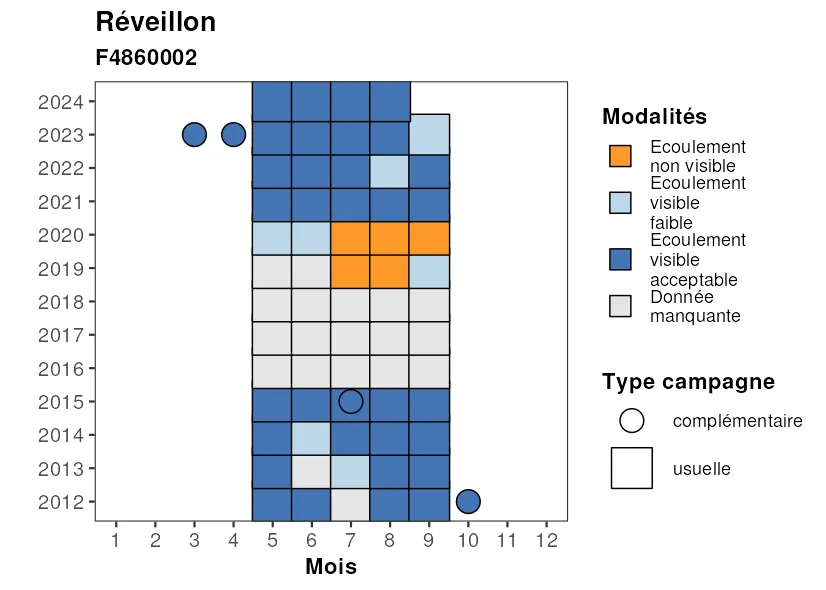 Réveillon
F4860002
2024
2023
2022
2021
2020
2019
2018
2017
2016
2015
2014
2013
2012
1 2 3 4 5 6 7 8 9 10 11 12
Mois
Modalités
Ecoulement
non visible
Ecoulement
visible
faible
Ecoulement
visible
acceptable
Donnée
manquante
Type campagne
complémentaire
usuelle